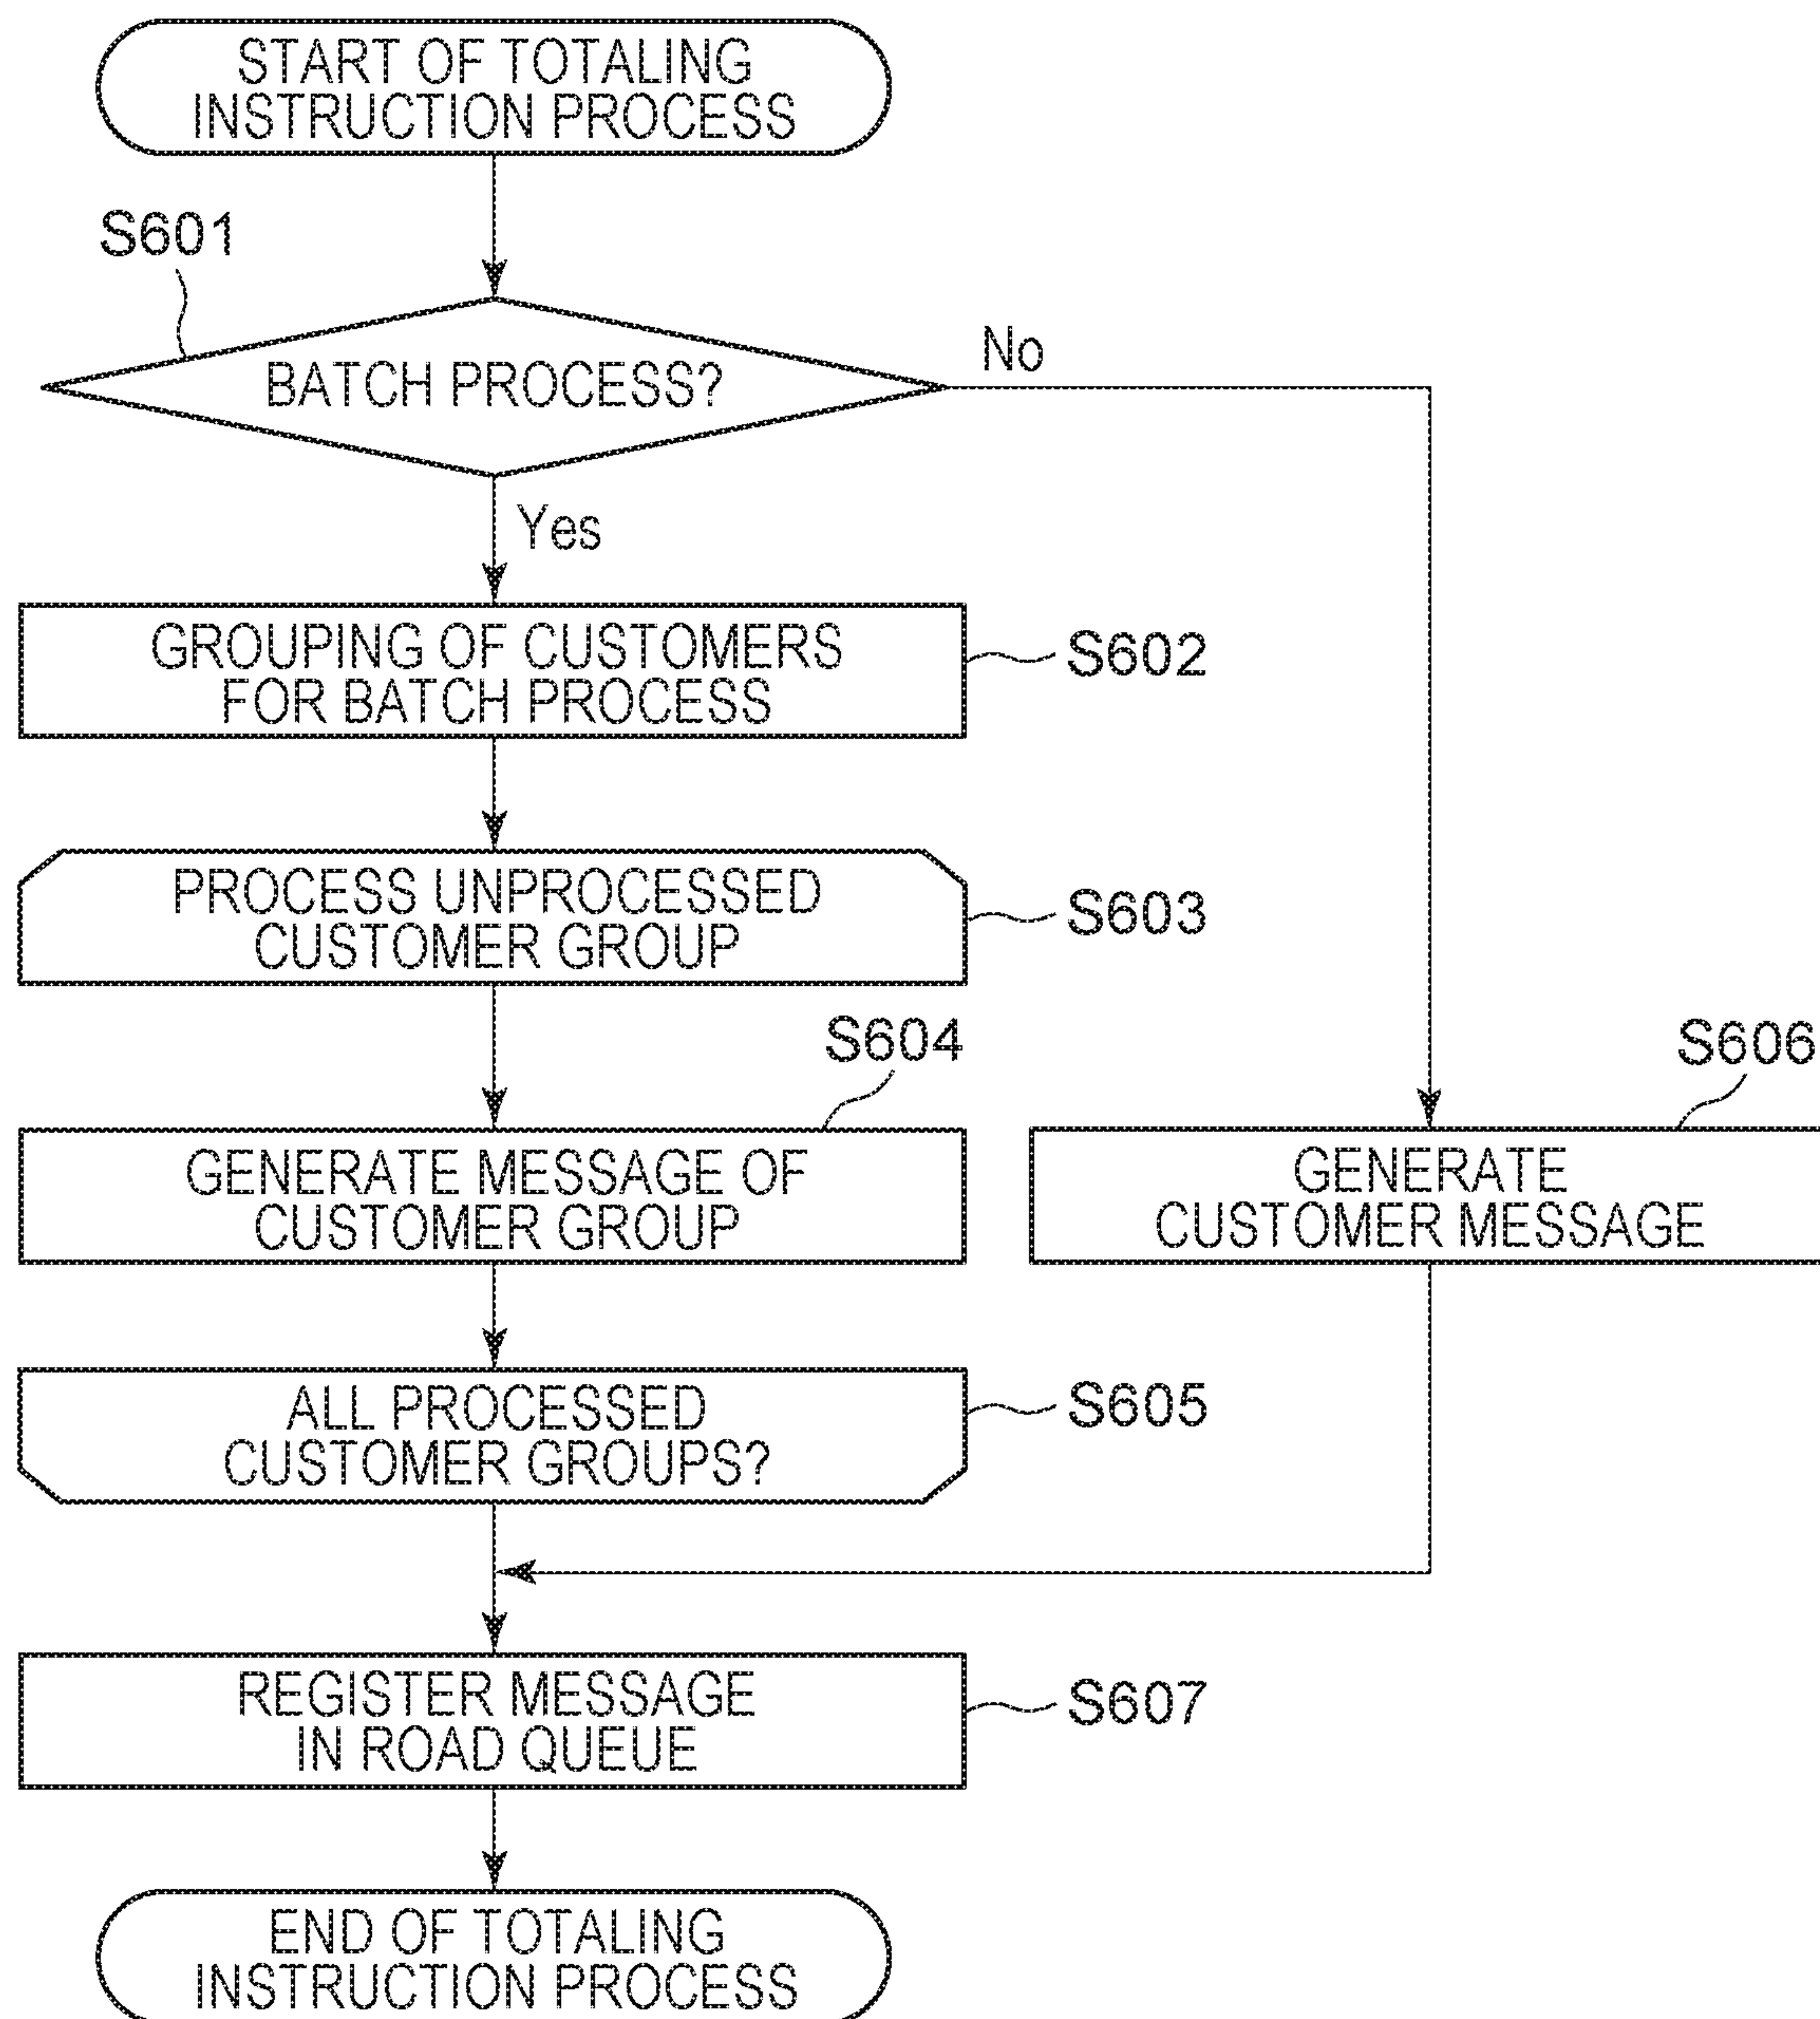 START OF TOTALING
INSTRUCTION PROCESS
S601
BATCH PROCESS?
No
Yes
GROUPING OF CUSTOMERS
FOR BATCH PROCESS
S602
PROCESS UNPROCESSED
CUSTOMER GROUP
S603
S604
GENERATE MESSAGE OF
CUSTOMER GROUP
S606
GENERATE
CUSTOMER MESSAGE
ALL PROCESSED
CUSTOMER GROUPS?
S605
REGISTER MESSAGE
IN ROAD QUEUE
S607
END OF TOTALING
INSTRUCTION PROCESS